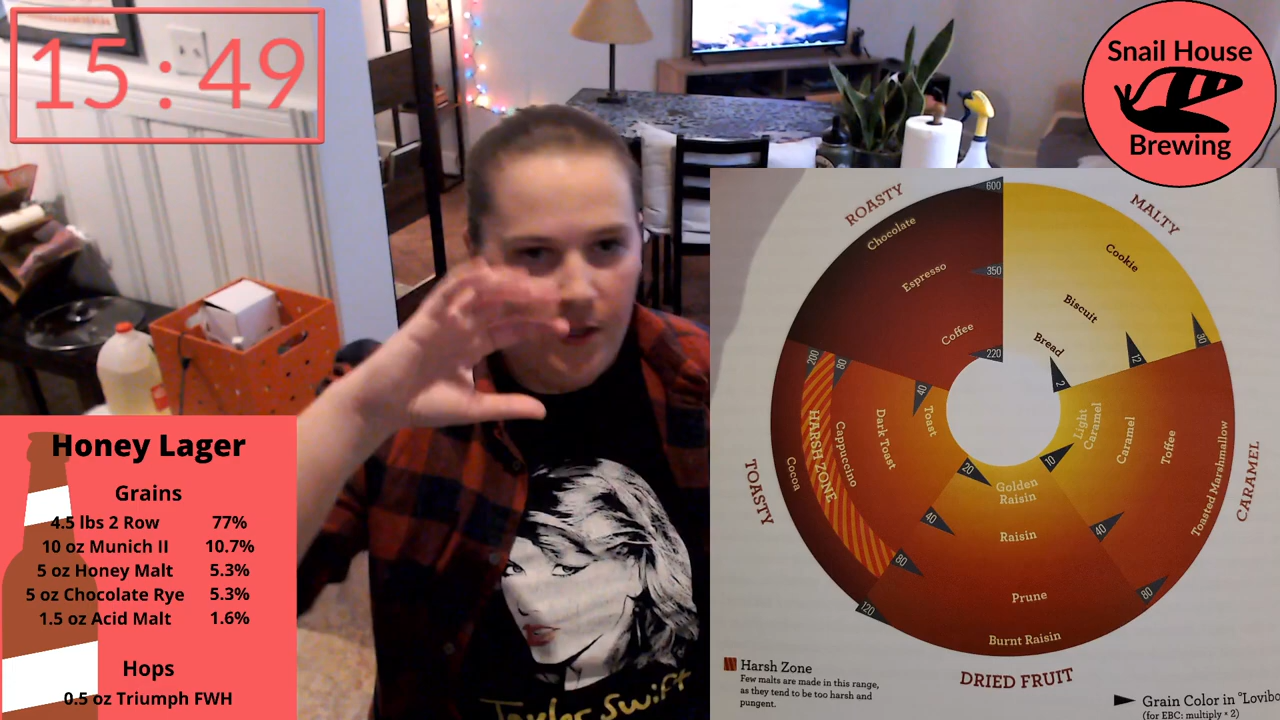 15:49
Snail House
Brewing
Honey Lager
Grains
4.5 lbs 2 Row 77%
10 oz Munich II 10.7%
5 oz Honey Malt 5.3%
5 oz Chocolate Rye 5.3%
1.5 oz Acid Malt 1.6%
Hops
0.5 oz Triumph FWH
Taylor Swift
ROASTY
Chocolate
Espresso
Coffee
600
350
220
MALTY
Cookie
Biscuit
Bread
2
12
40
CARAMEL
Light
Caramel
Caramel
Toffee
Toasted Marshmallow
10
40
80
DRIED FRUIT
Golden
Raisin
Raisin
Prune
Burnt Raisin
20
40
80
120
TOASTY
Toast
Dark Toast
Cappuccino
HARSH ZONE
Cocoa
40
80
200
Harsh Zone
Few malts are made in this range,
as they tend to be too harsh and
pungent.
Grain Color in °Lovibo
(for EBC: multiply * 2)